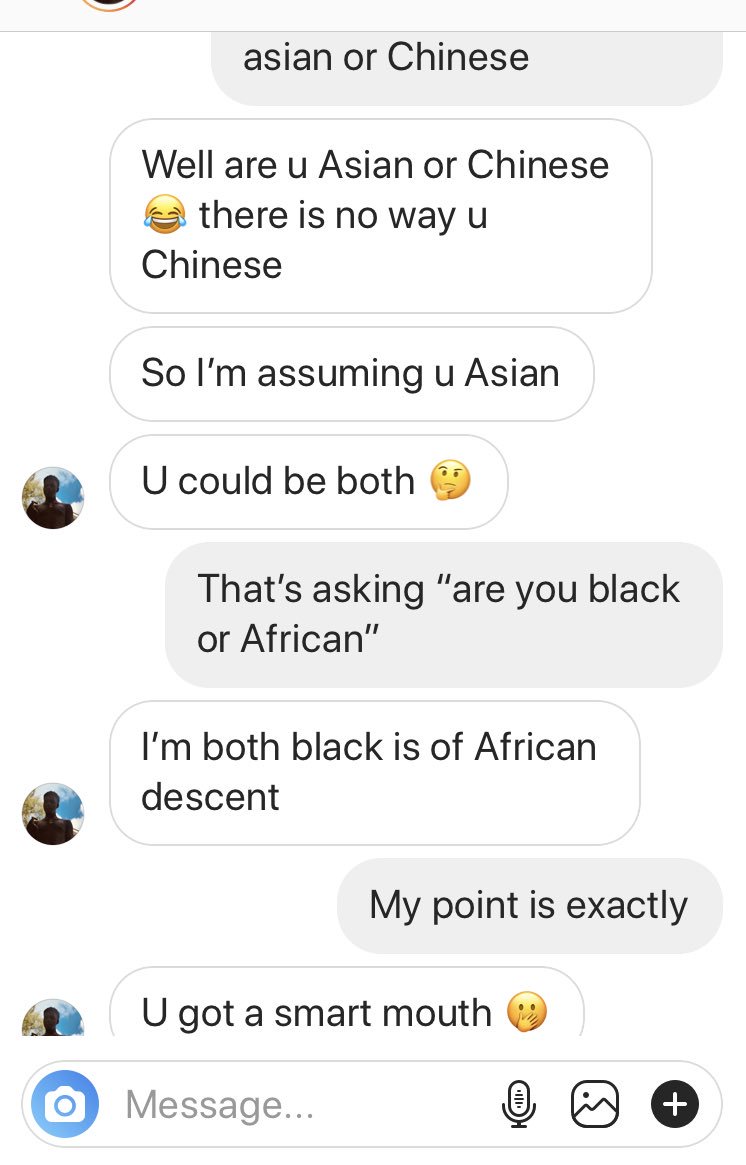 asian or Chinese
Well are u Asian or Chinese
😂 there is no way u
Chinese
So I’m assuming u Asian
U could be both 🤔
That’s asking “are you black
or African”
I’m both black is of African
descent
My point is exactly
U got a smart mouth 🤭
Message...